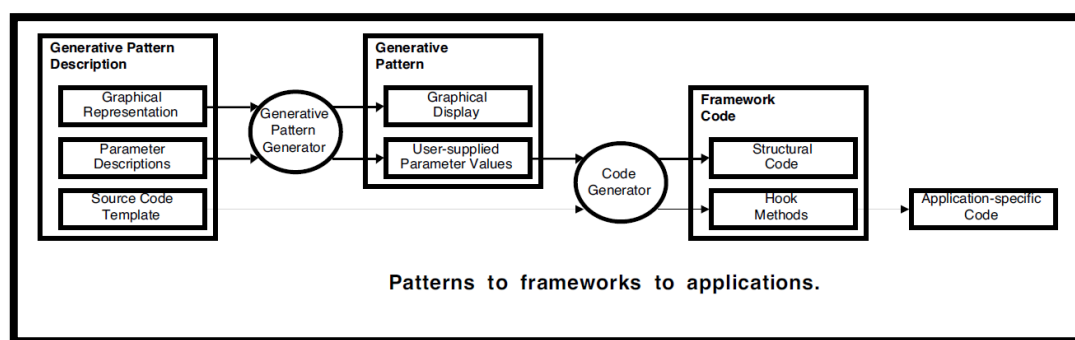 Generative Pattern
Description
Graphical
Representation
Parameter
Descriptions
Source Code
Template
Generative
Pattern
Generator
Generative
Pattern
Graphical
Display
User-supplied
Parameter Values
Code
Generator
Framework
Code
Structural
Code
Hook
Methods
Application-specific
Code
Patterns to frameworks to applications.